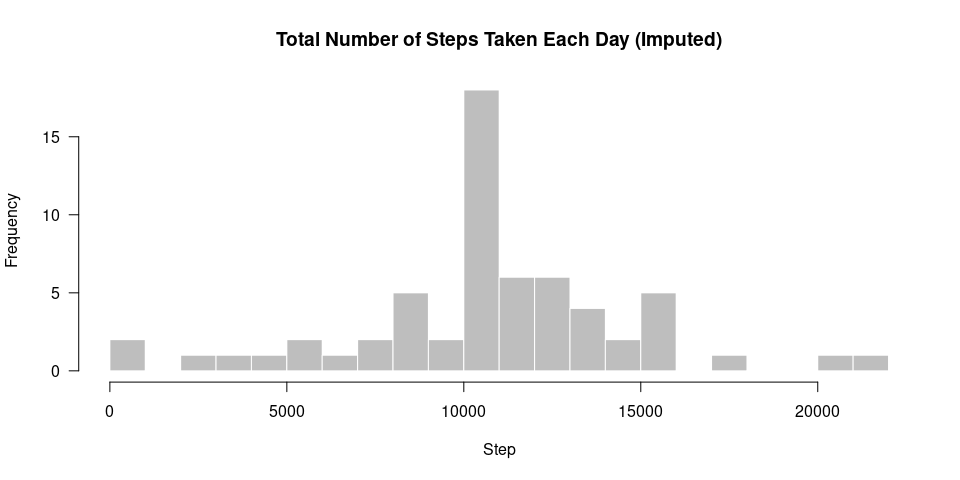 Total Number of Steps Taken Each Day (Imputed)
15
10
5
0
Frequency
0 5000 10000 15000 20000
Step